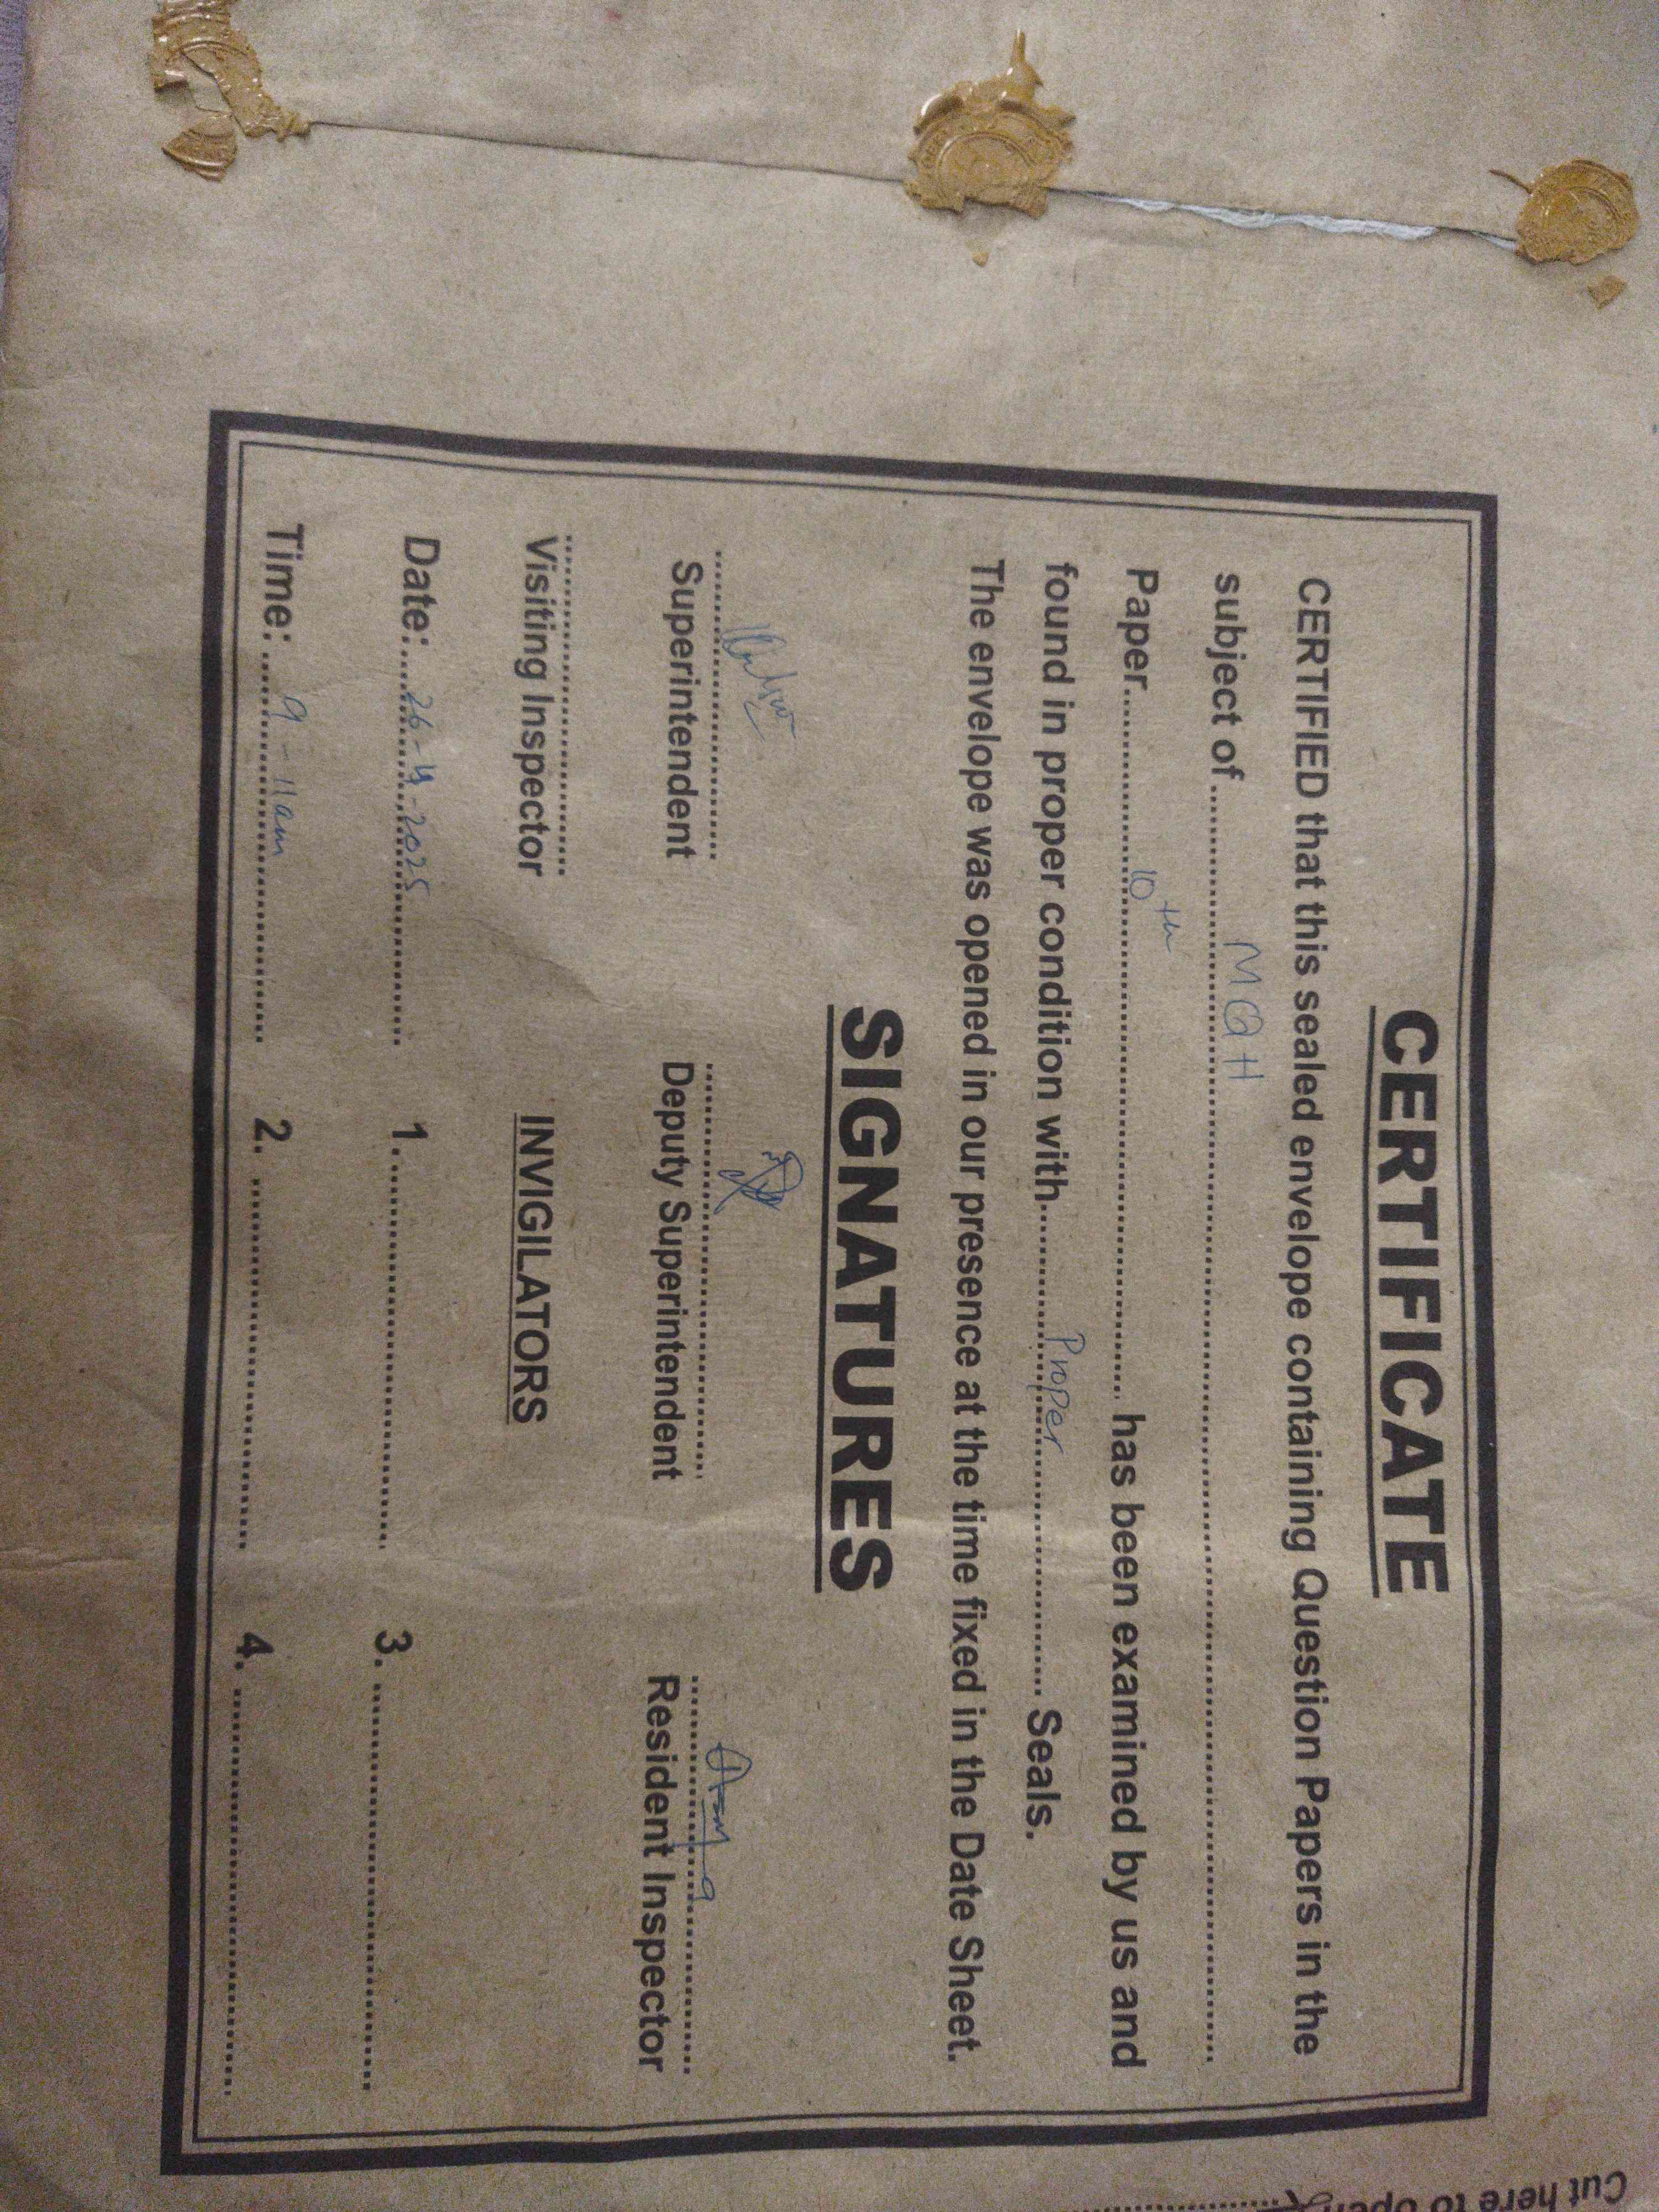 CERTIFICATE
CERTIFIED that this sealed envelope containing Question Papers in the
subject of ........ MatH ........
Paper ........ 10th ........ has been examined by us and
found in proper condition with ........ Proper ........ Seals.
The envelope was opened in our presence at the time fixed in the Date Sheet.
SIGNATURES
Superintendent Deputy Superintendent Resident Inspector
Visiting Inspector INVIGILATORS
Date: 26-4-2025 1. ........ 3. ........
Time: 9 - 11am 2. ........ 4. ........
Cut here to open